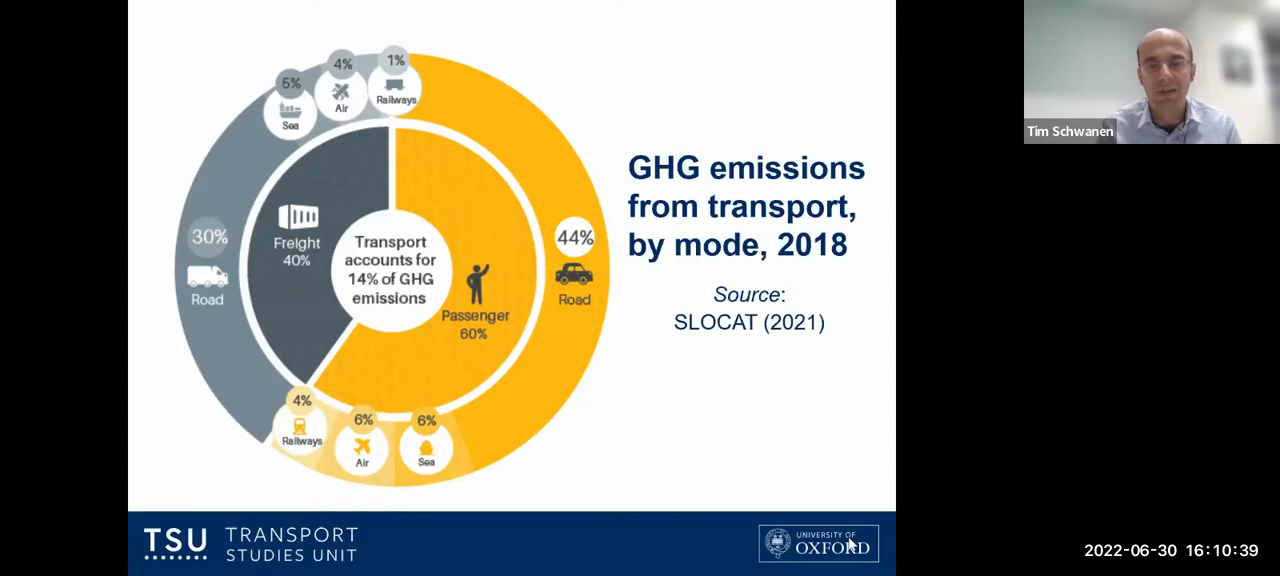 5%
Sea
4%
Air
1%
Railways
30%
Road
Freight
40%
Transport
accounts for
14% of GHG
emissions
Passenger
60%
44%
Road
4%
Railways
6%
Air
6%
Sea
GHG emissions
from transport,
by mode, 2018
Source:
SLOCAT (2021)
TSU
TRANSPORT
STUDIES UNIT
UNIVERSITY OF
OXFORD
Tim Schwanen
2022-06-30 16:10:39